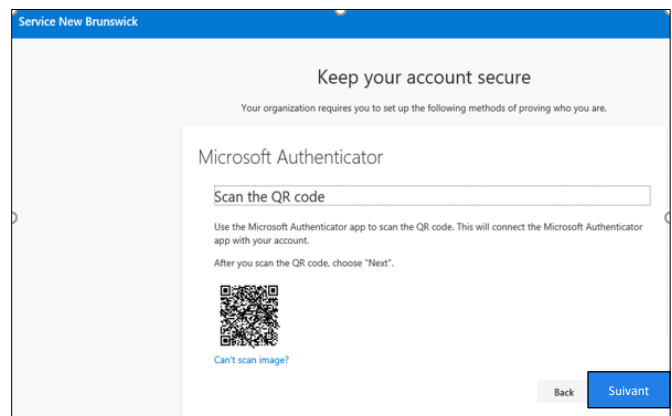 Service New Brunswick
Keep your account secure
Your organization requires you to set up the following methods of proving who you are.
Microsoft Authenticator
Scan the QR code
Use the Microsoft Authenticator app to scan the QR code. This will connect the Microsoft Authenticator
app with your account.
After you scan the QR code, choose "Next".
Can't scan image?
Back
Suivant